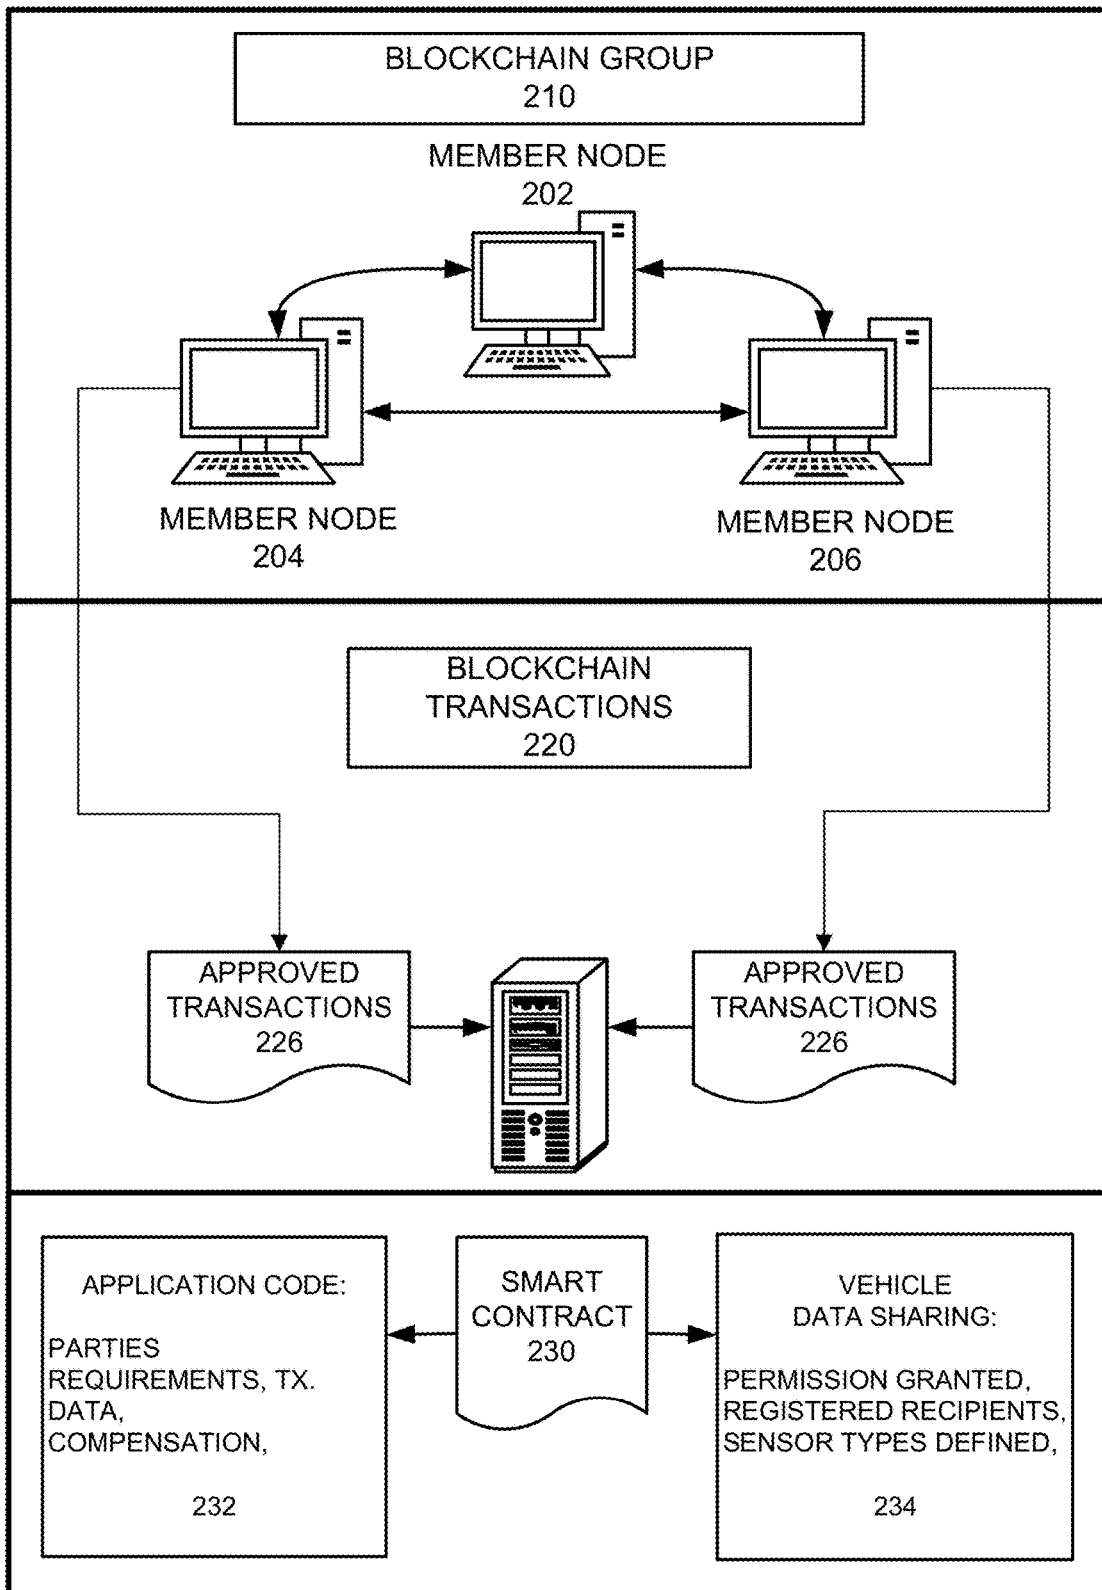 BLOCKCHAIN GROUP
210
MEMBER NODE
202
MEMBER NODE
204
MEMBER NODE
206
BLOCKCHAIN
TRANSACTIONS
220
APPROVED
TRANSACTIONS
226
APPROVED
TRANSACTIONS
226
APPLICATION CODE:
PARTIES
REQUIREMENTS, TX.
DATA,
COMPENSATION,
232
SMART
CONTRACT
230
VEHICLE
DATA SHARING:
PERMISSION GRANTED,
REGISTERED RECIPIENTS,
SENSOR TYPES DEFINED,
234